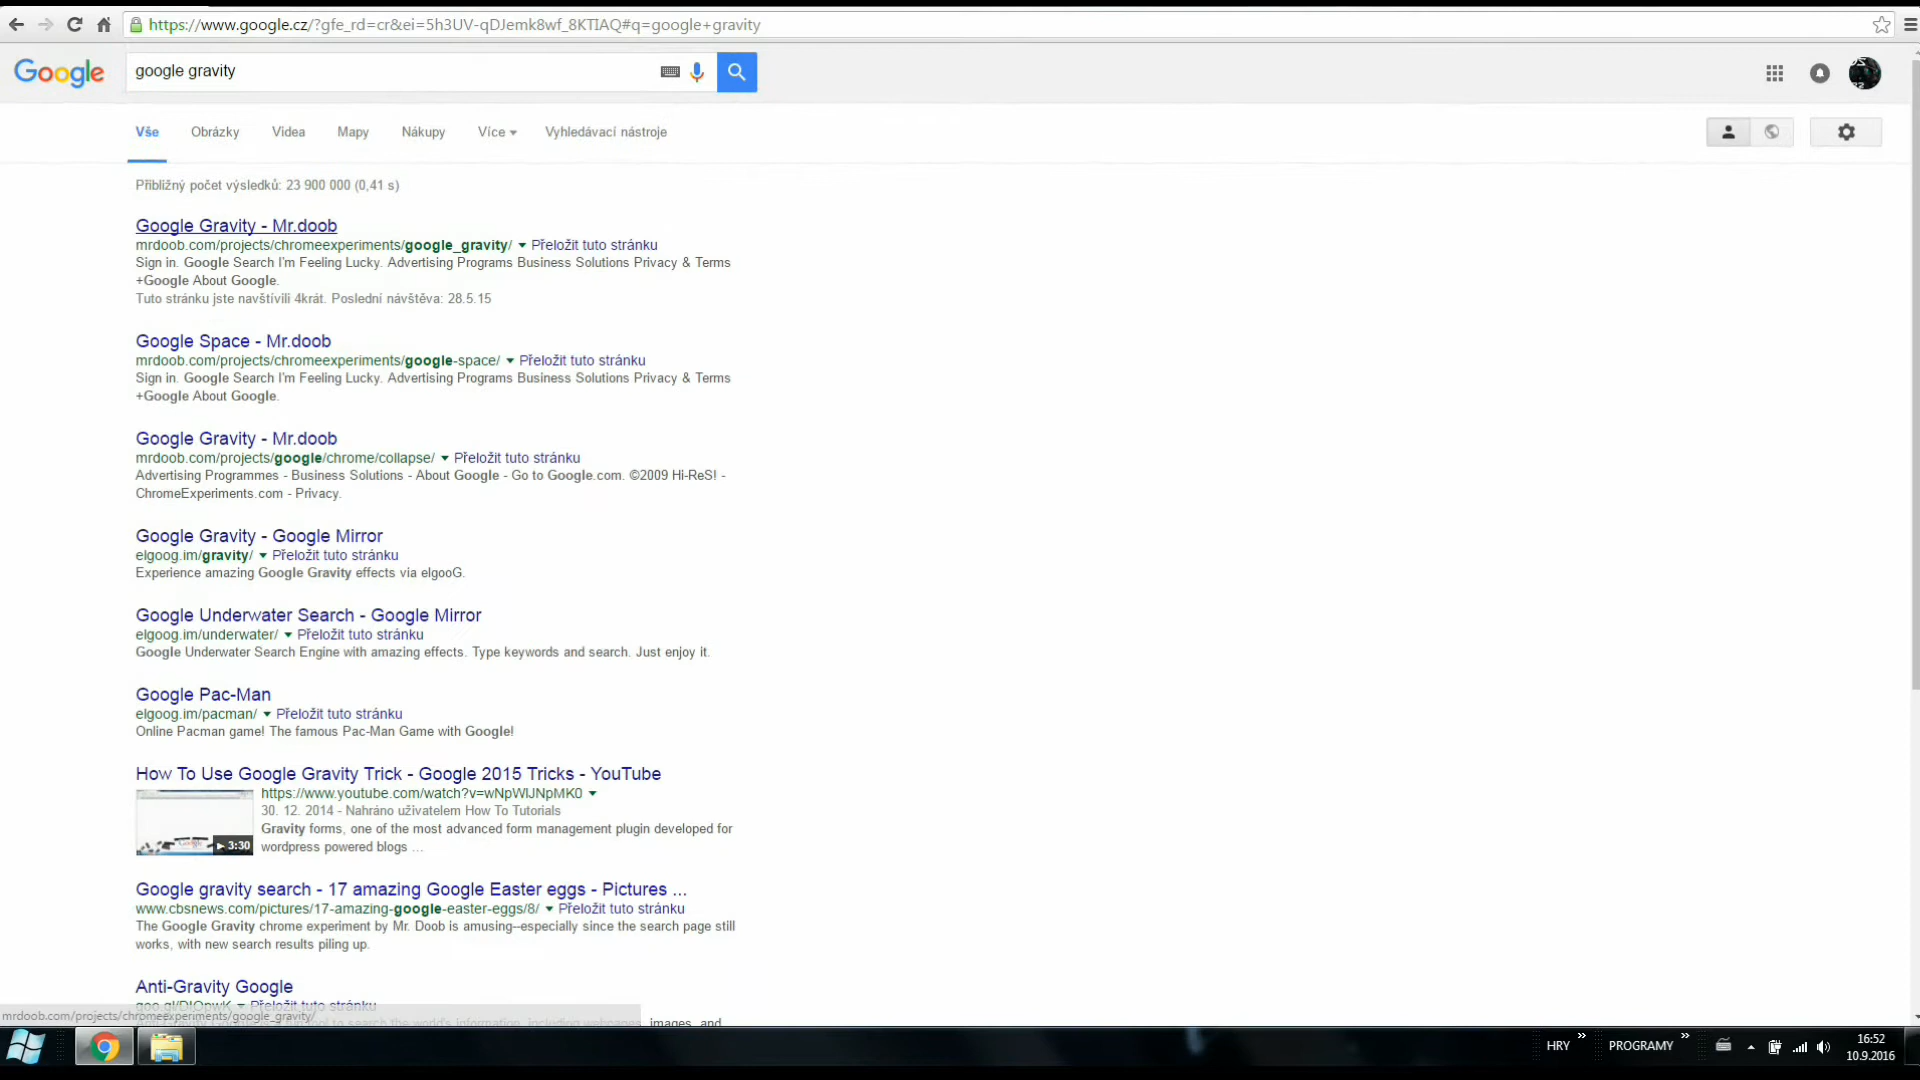 https://www.google.cz/?gfe_rd=cr&ei=5h3UV-qDJemk8wf_8KTIAQ#q=google+gravity
Google google gravity
Vše Obrázky Videa Mapy Nákupy Více Vyhledávací nástroje
Přibližný počet výsledků: 23 900 000 (0,41 s)
Google Gravity - Mr.doob
mrdoob.com/projects/chromeexperiments/google_gravity/ Přeložit tuto stránku
Sign in. Google Search I'm Feeling Lucky. Advertising Programs Business Solutions Privacy & Terms
+Google About Google.
Tuto stránku jste navštívili 4krát. Poslední návštěva: 28.5.15
Google Space - Mr.doob
mrdoob.com/projects/chromeexperiments/google-space/ Přeložit tuto stránku
Sign in. Google Search I'm Feeling Lucky. Advertising Programs Business Solutions Privacy & Terms
+Google About Google.
Google Gravity - Mr.doob
mrdoob.com/projects/google/chrome/collapse/ Přeložit tuto stránku
Advertising Programmes - Business Solutions - About Google - Go to Google.com. ©2009 Hi-ReS! -
ChromeExperiments.com - Privacy.
Google Gravity - Google Mirror
elgoog.im/gravity/ Přeložit tuto stránku
Experience amazing Google Gravity effects via elgooG.
Google Underwater Search - Google Mirror
elgoog.im/underwater/ Přeložit tuto stránku
Google Underwater Search Engine with amazing effects. Type keywords and search. Just enjoy it.
Google Pac-Man
elgoog.im/pacman/ Přeložit tuto stránku
Online Pacman game! The famous Pac-Man Game with Google!
How To Use Google Gravity Trick - Google 2015 Tricks - YouTube
https://www.youtube.com/watch?v=wNpWlJNpMK0
30. 12. 2014 - Nahráno uživatelem How To Tutorials
Gravity forms, one of the most advanced form management plugin developed for
wordpress powered blogs ...
3:30
Google gravity search - 17 amazing Google Easter eggs - Pictures ...
www.cbsnews.com/pictures/17-amazing-google-easter-eggs/8/ Přeložit tuto stránku
The Google Gravity chrome experiment by Mr. Doob is amusing--especially since the search page still
works, with new search results piling up.
Anti-Gravity Google
Přeložit tuto stránku
mrdoob.com/projects/chromeexperiments/google_gravity/
to search the world's information, including webpages, images, and
HRY PROGRAMY
16:52
10.9.2016